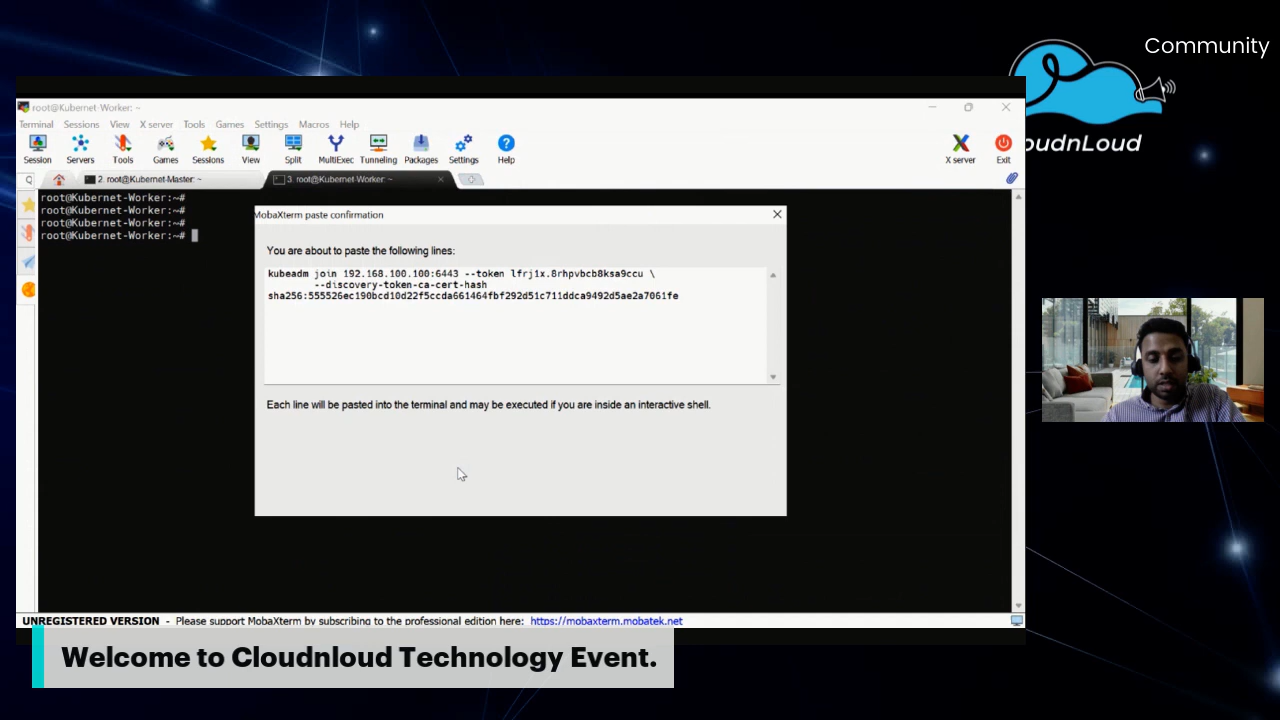 Community
oudnLoud
root@Kubernet-Worker: ~
Terminal Sessions View X server Tools Games Settings Macros Help
Session Servers Tools Games Sessions View Split MultiExec Tunneling Packages Settings Help X server Exit
2. root@Kubernet-Master: ~ 3. root@Kubernet-Worker: ~
root@Kubernet-Worker:~#
root@Kubernet-Worker:~#
root@Kubernet-Worker:~#
root@Kubernet-Worker:~#
MobaXterm paste confirmation
You are about to paste the following lines:
kubeadm join 192.168.100.100:6443 --token lfrj1x.8rhpvbcb8ksa9ccu \
--discovery-token-ca-cert-hash
sha256:555526ec190bcd10d22f5ccda661464fbf292d51c711ddca9492d5ae2a7061fe
Each line will be pasted into the terminal and may be executed if you are inside an interactive shell.
UNREGISTERED VERSION - Please support MobaXterm by subscribing to the professional edition here: https://mobaxterm.mobatek.net
Welcome to Cloudnloud Technology Event.